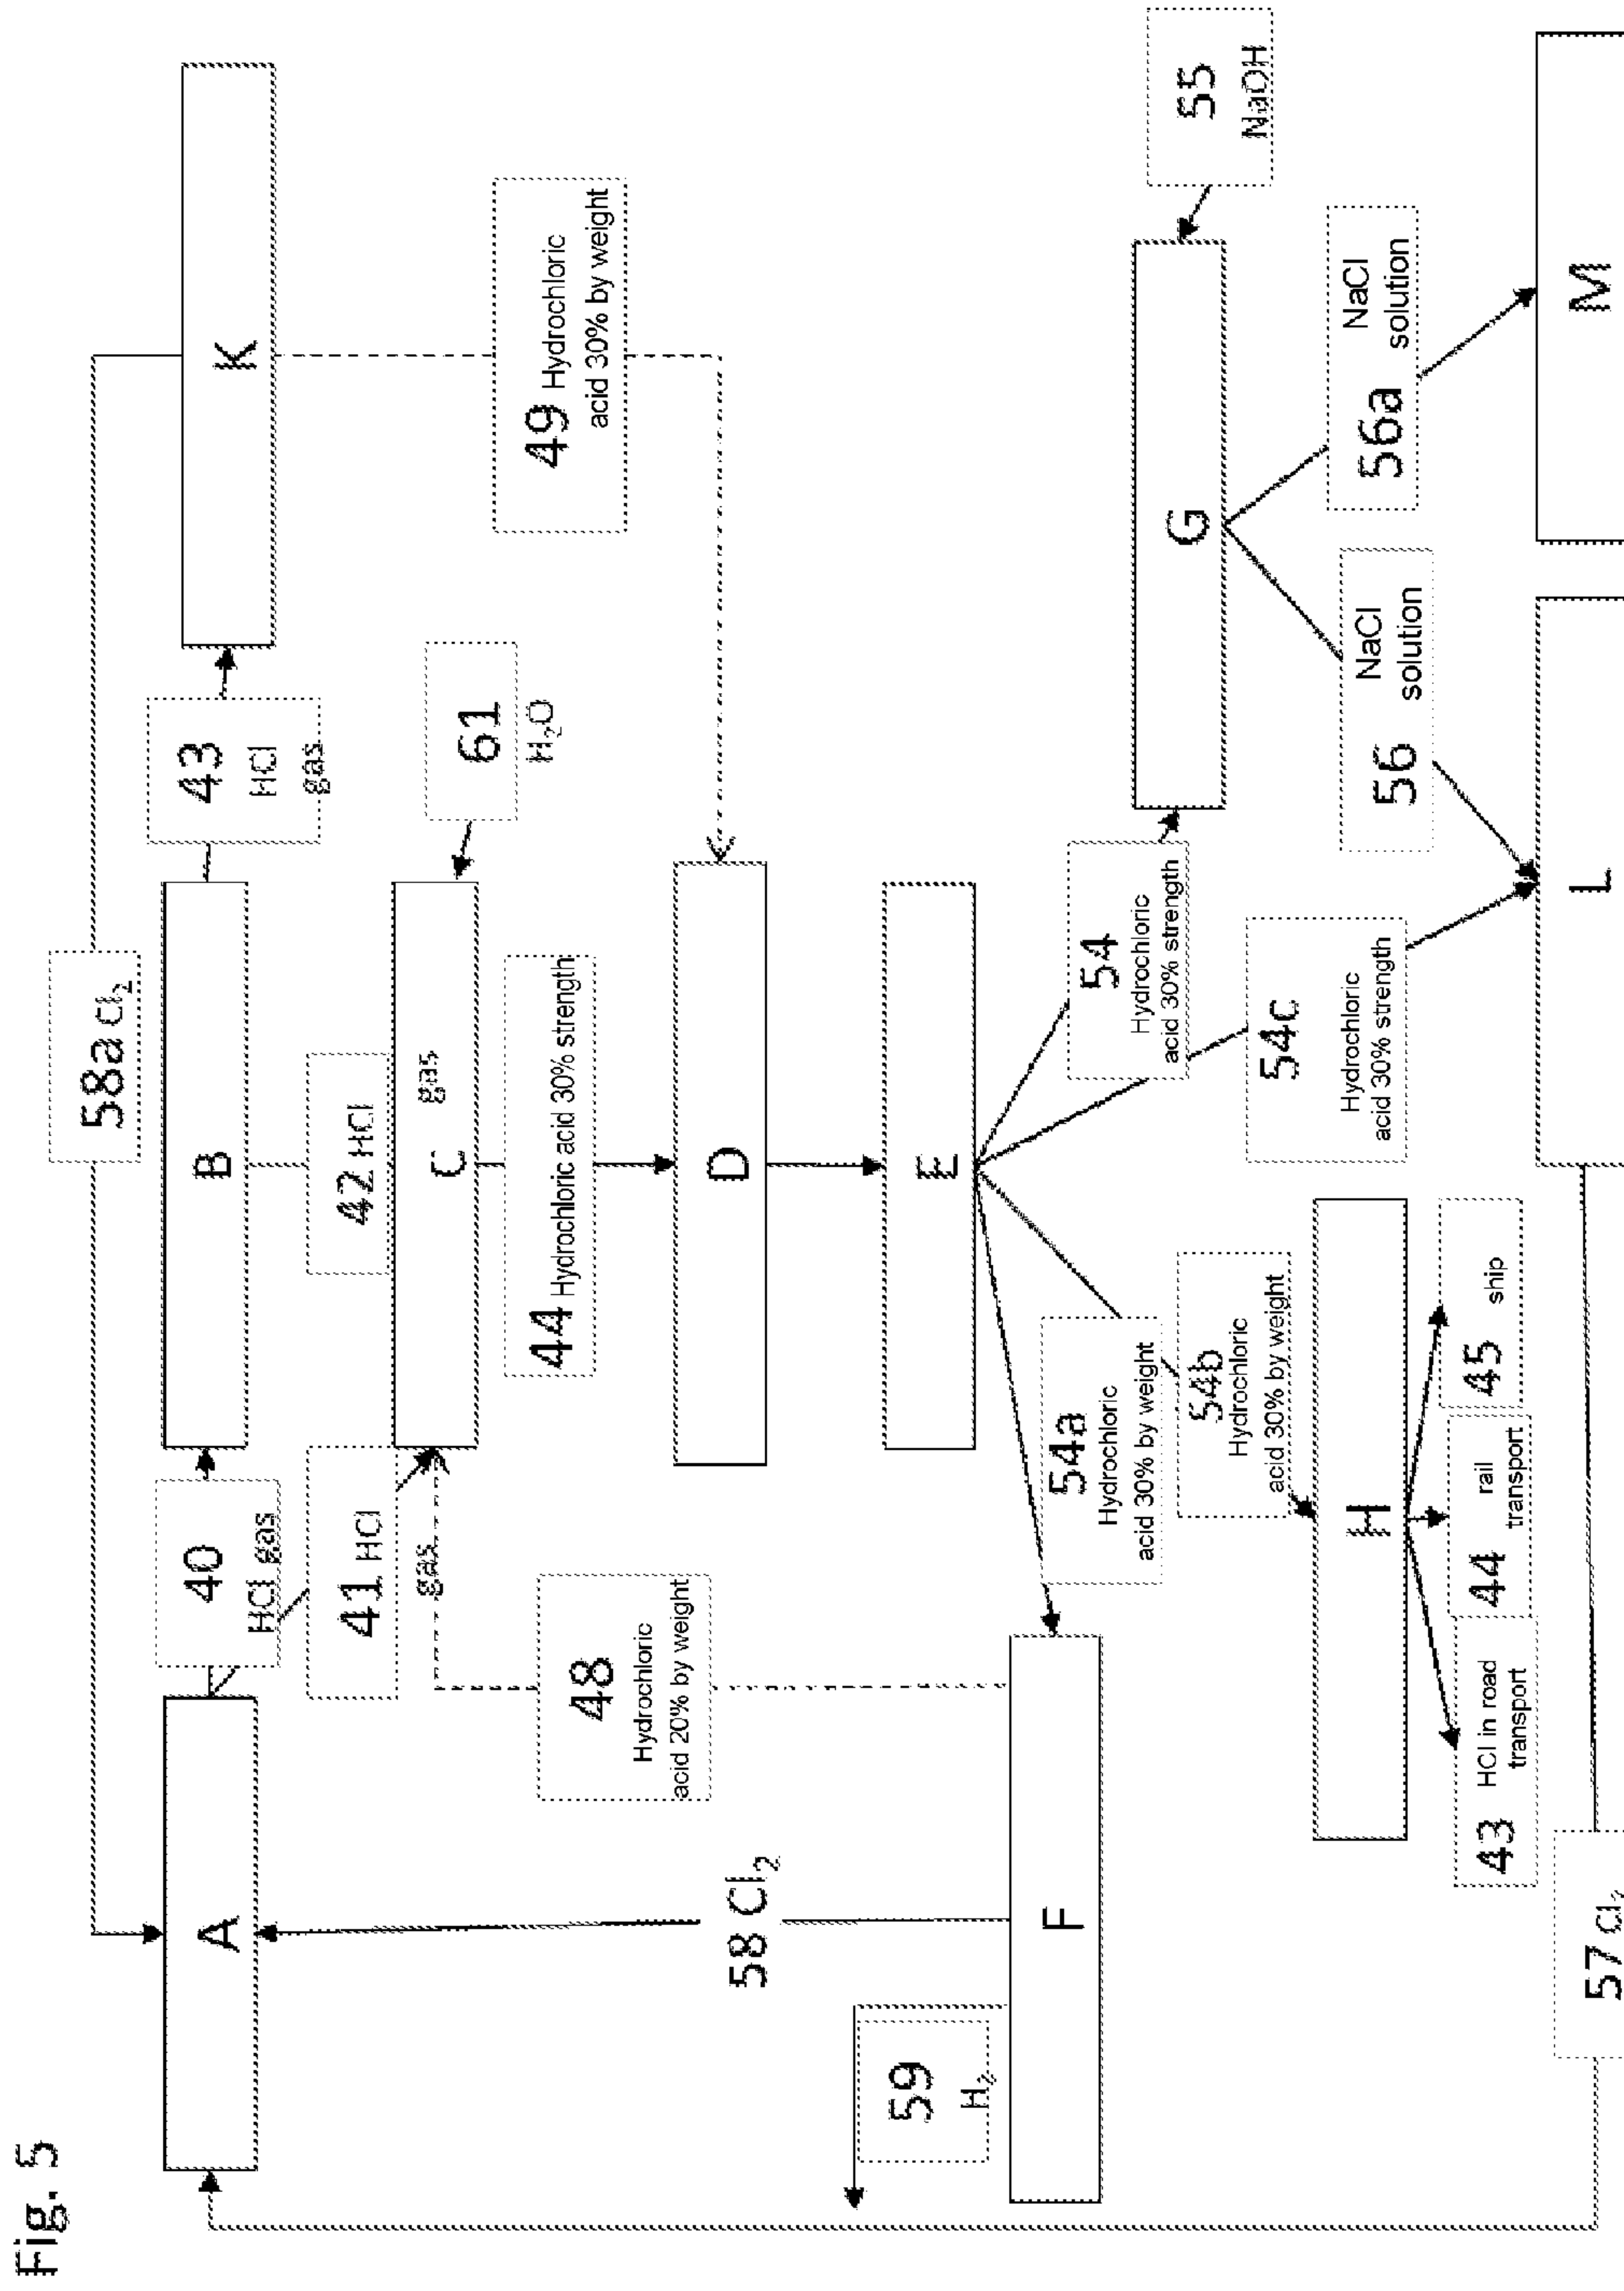 Fig. 5
58a Cl₂
A
40
HCl gas
B
43
HCl
gas
K
41 HCl
gas
42 HCl
gas
C
61
H₂O
48
Hydrochloric
acid 20% by weight
44 Hydrochloric acid 30% strength
49 Hydrochloric
acid 30% by weight
58 Cl₂
D
59
H₂
E
F
54a
Hydrochloric
acid 30% by weight
54b
Hydrochloric
acid 30% by weight
54
Hydrochloric
acid 30% strength
54c
Hydrochloric
acid 30% strength
G
55
NaOH
H
43 HCl in road
transport
44 rail
transport
45 ship
56 NaCl
solution
56a NaCl
solution
57 Cl₂
L
M